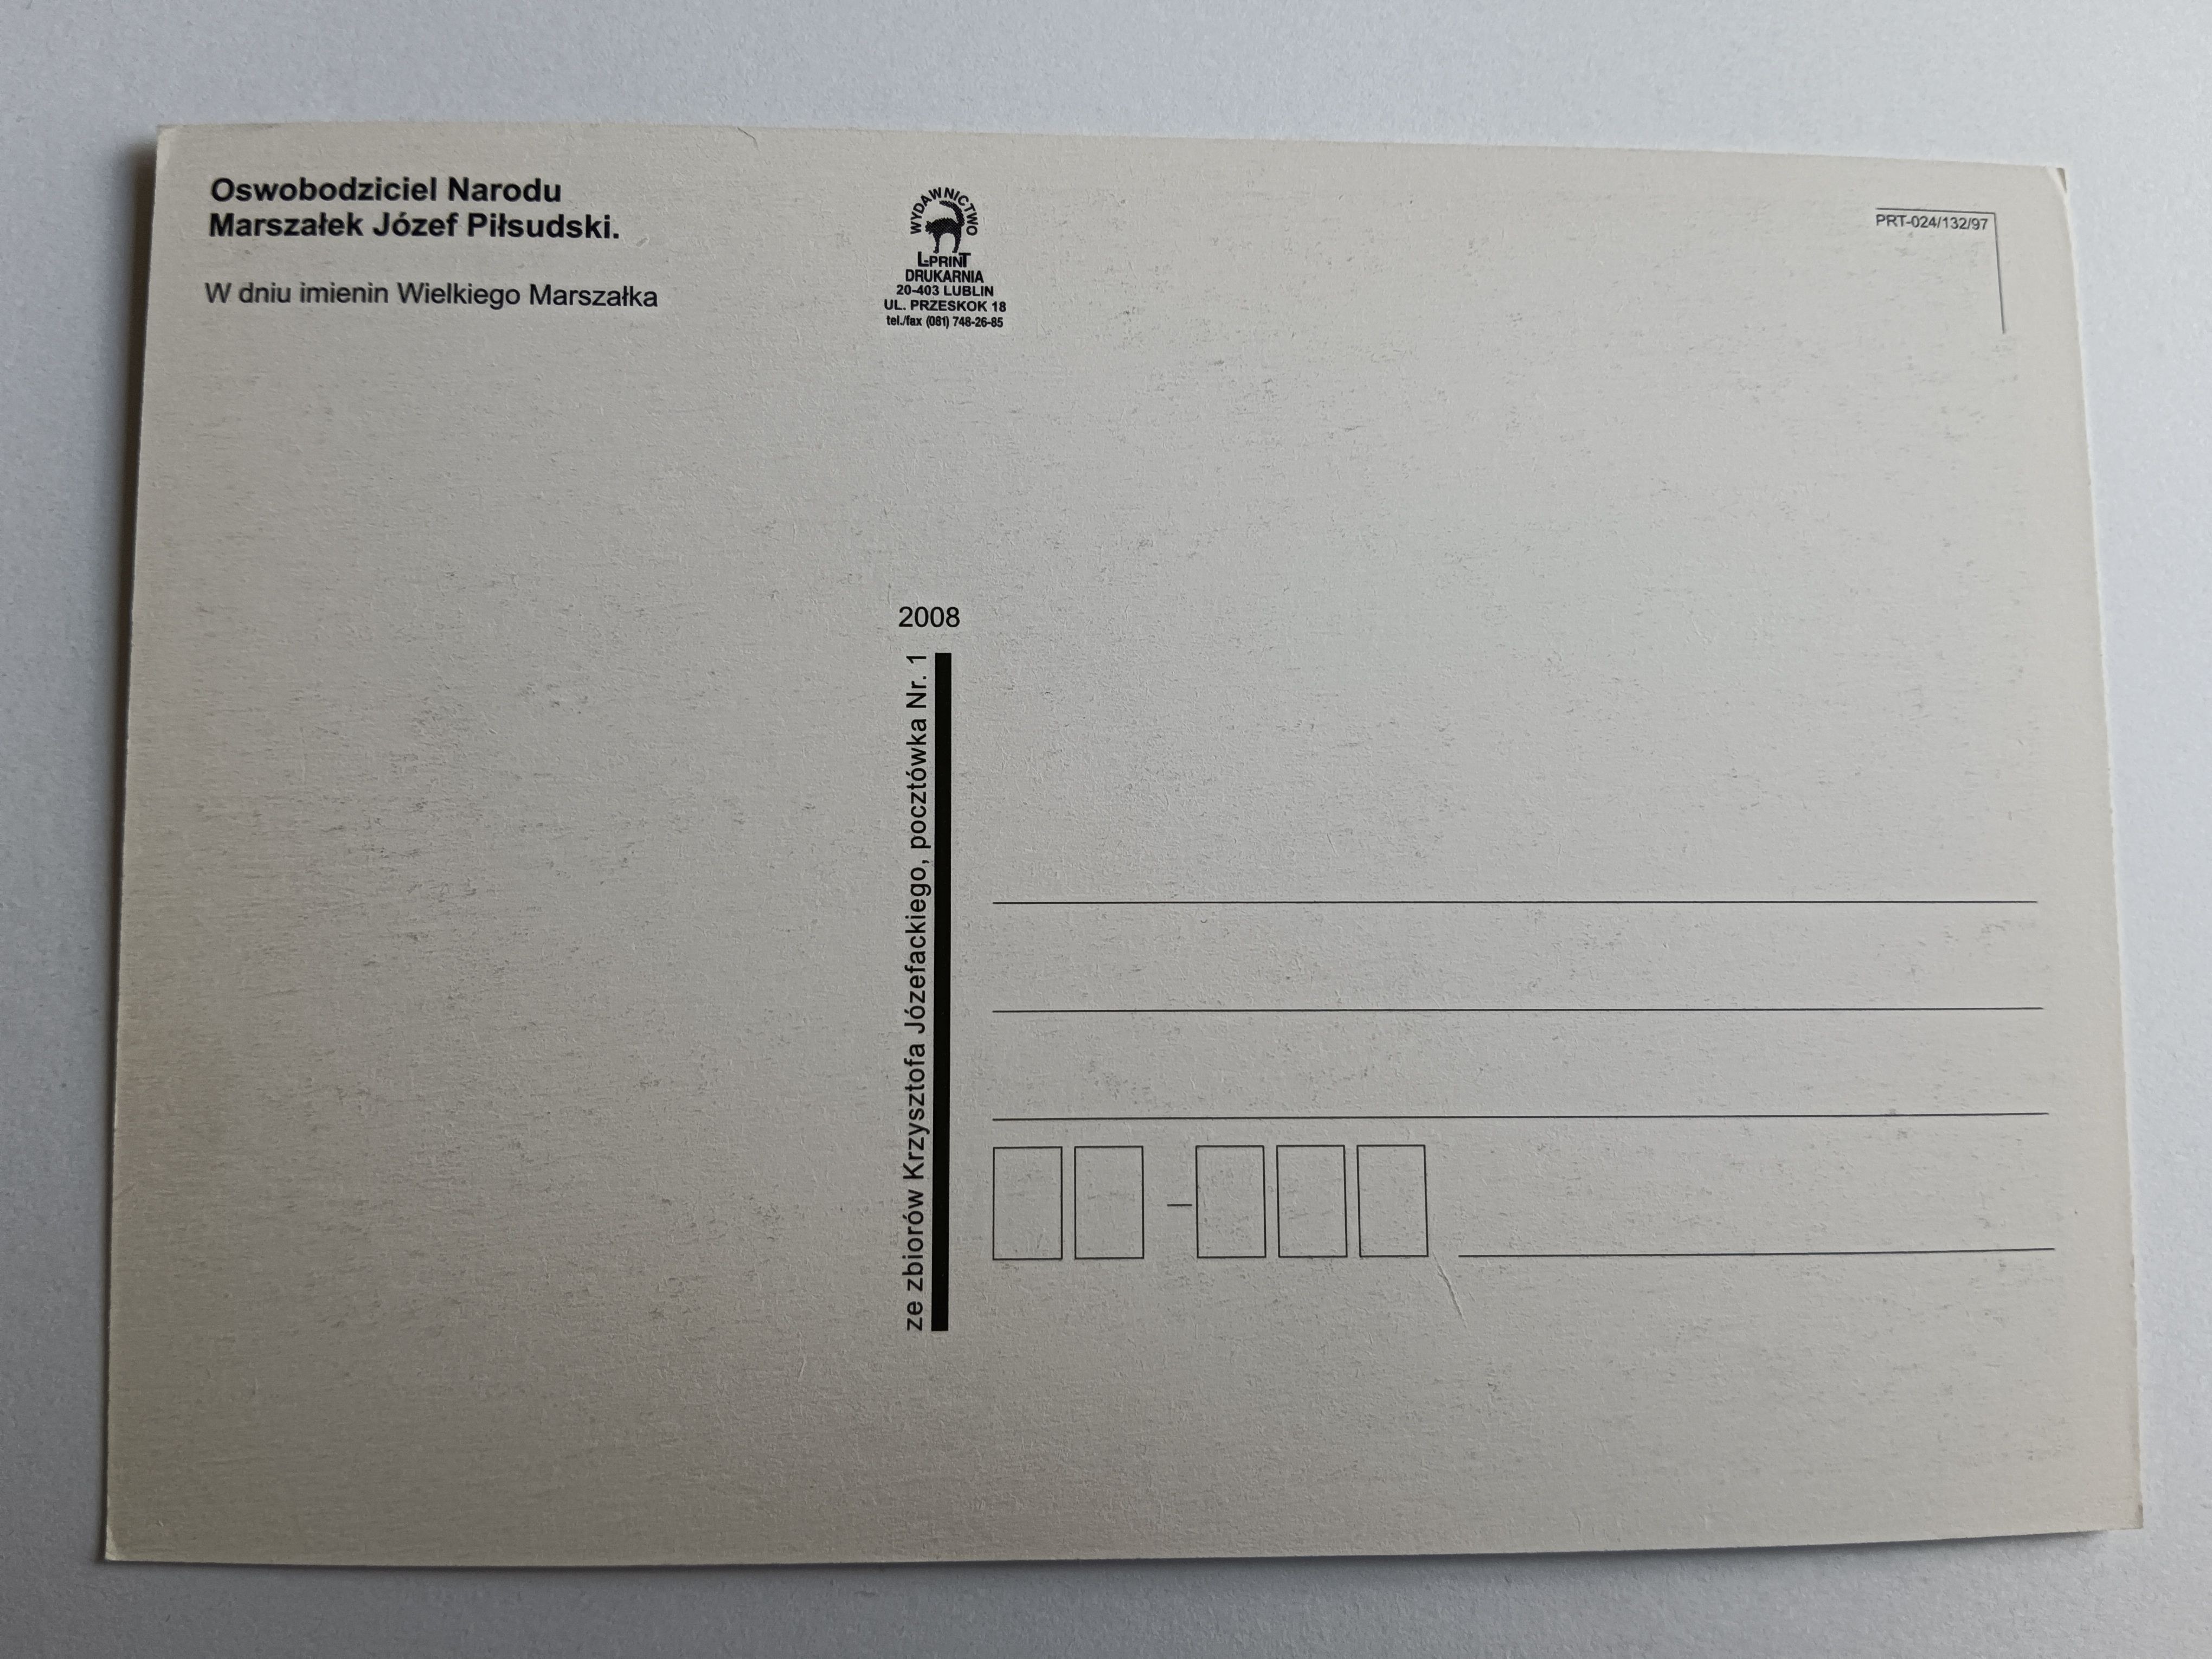 Oswobodziciel Narodu
Marszałek Józef Piłsudski.
W dniu imienin Wielkiego Marszałka
WYDAWNICTWO
L-PRINT
DRUKARNIA
20-403 LUBLIN
UL. PRZESKOK 18
tel./fax (081) 748-26-85
PRT-024/132/97
2008
ze zbiorów Krzysztofa Józefackiego, pocztówka Nr. 1